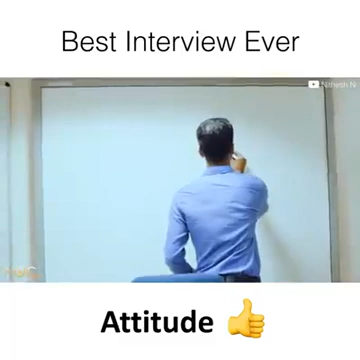 Best Interview Ever
Nithesh N
Attitude 👍